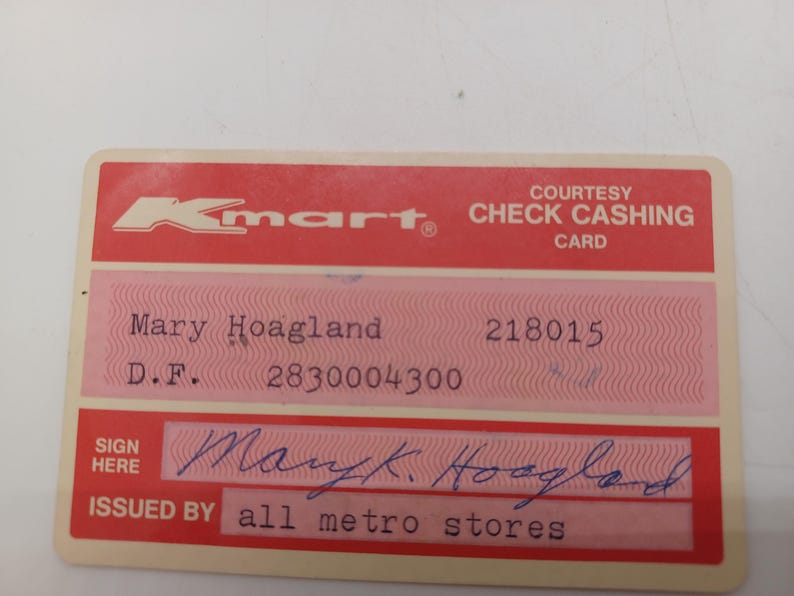 Kmart® COURTESY
CHECK CASHING
CARD
Mary Hoagland 218015
D.F. 2830004300
SIGN
HERE
Mary K. Hoagland
ISSUED BY all metro stores